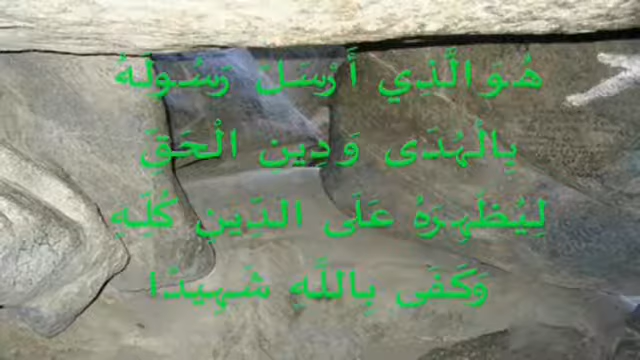 هُوَ الَّذِي أَرْسَلَ رَسُولَهُ
بِالْهُدَى وَدِينِ الْحَقِّ
لِيُظْهِرَهُ عَلَى الدِّينِ كُلِّهِ
وَكَفَى بِاللَّهِ شَهِيدًا